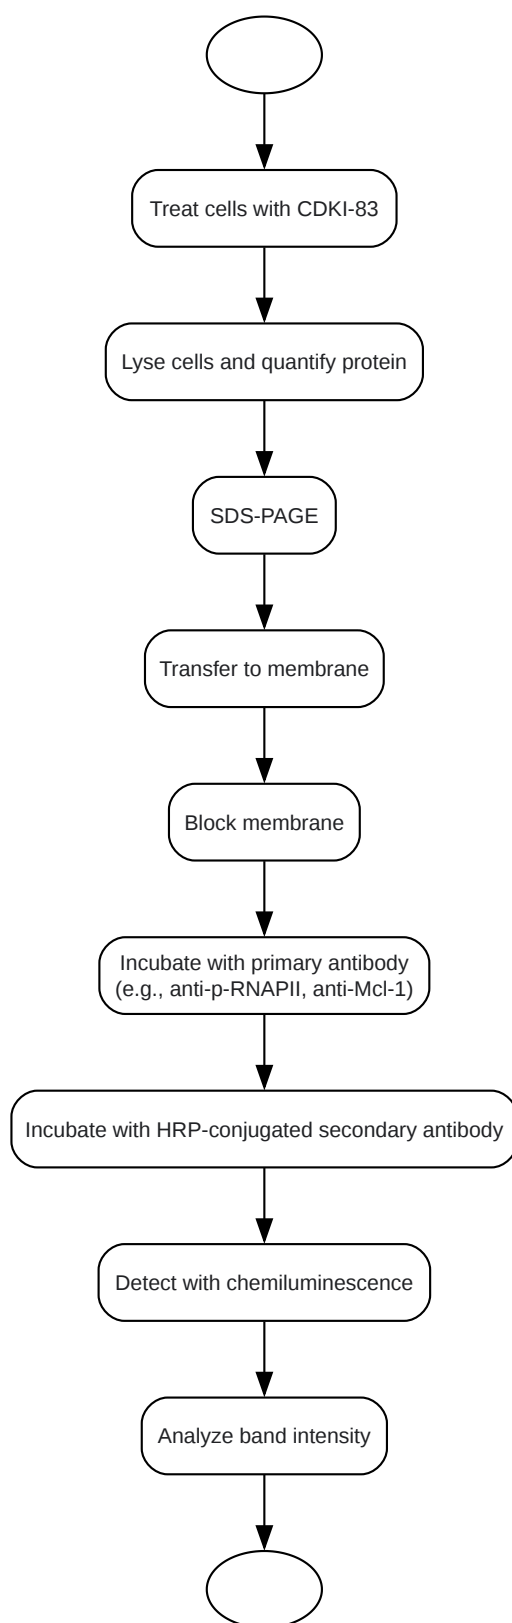 Treat cells with CDKI-83
Lyse cells and quantify protein
SDS-PAGE
Transfer to membrane
Block membrane
Incubate with primary antibody
(e.g., anti-p-RNAPII, anti-Mcl-1)
Incubate with HRP-conjugated secondary antibody
Detect with chemiluminescence
Analyze band intensity